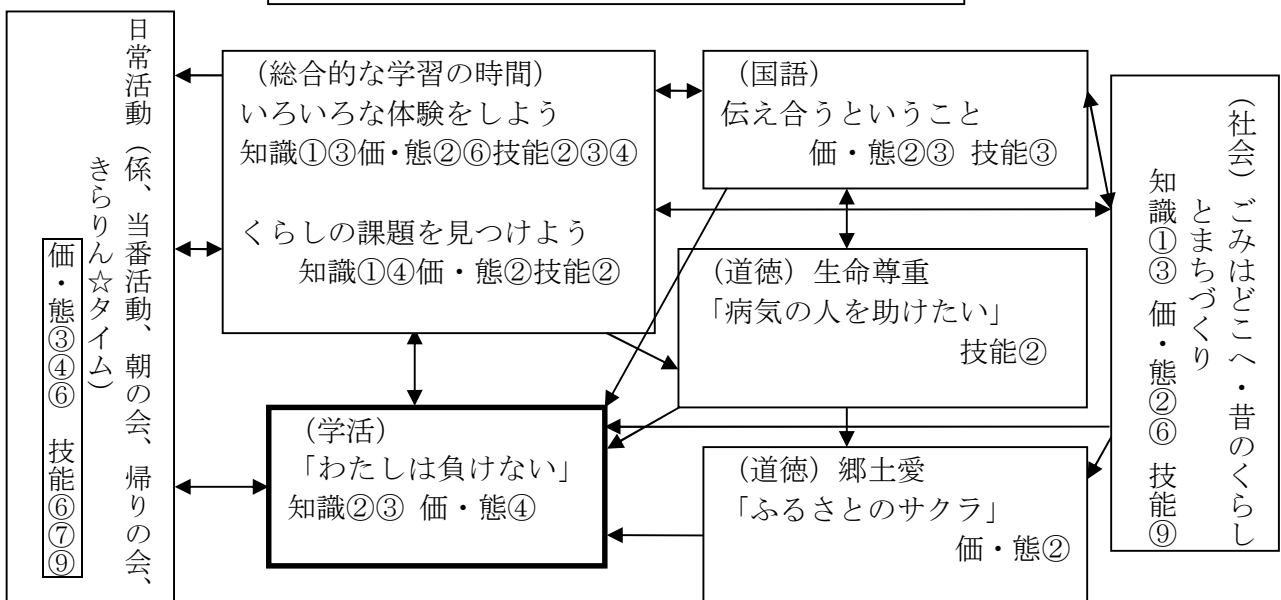 日常活動（係、当番活動、朝の会、帰りの会、
きらりん☆タイム）
価・態③④⑥ 技能⑥⑦⑨
（総合的な学習の時間）
いろいろな体験をしよう
知識①③価・態②⑥技能②③④
くらしの課題を見つけよう
知識①④価・態②技能②
（国語）
伝え合うということ
価・態②③ 技能③
（道徳）生命尊重
「病気の人を助けたい」
技能②
（学活）
「わたしは負けない」
知識②③ 価・態④
（道徳）郷土愛
「ふるさとのサクラ」
価・態②
（社会）ごみはどこへ・昔のくらし
とまちづくり
知識①③ 価・態②⑥ 技能⑨